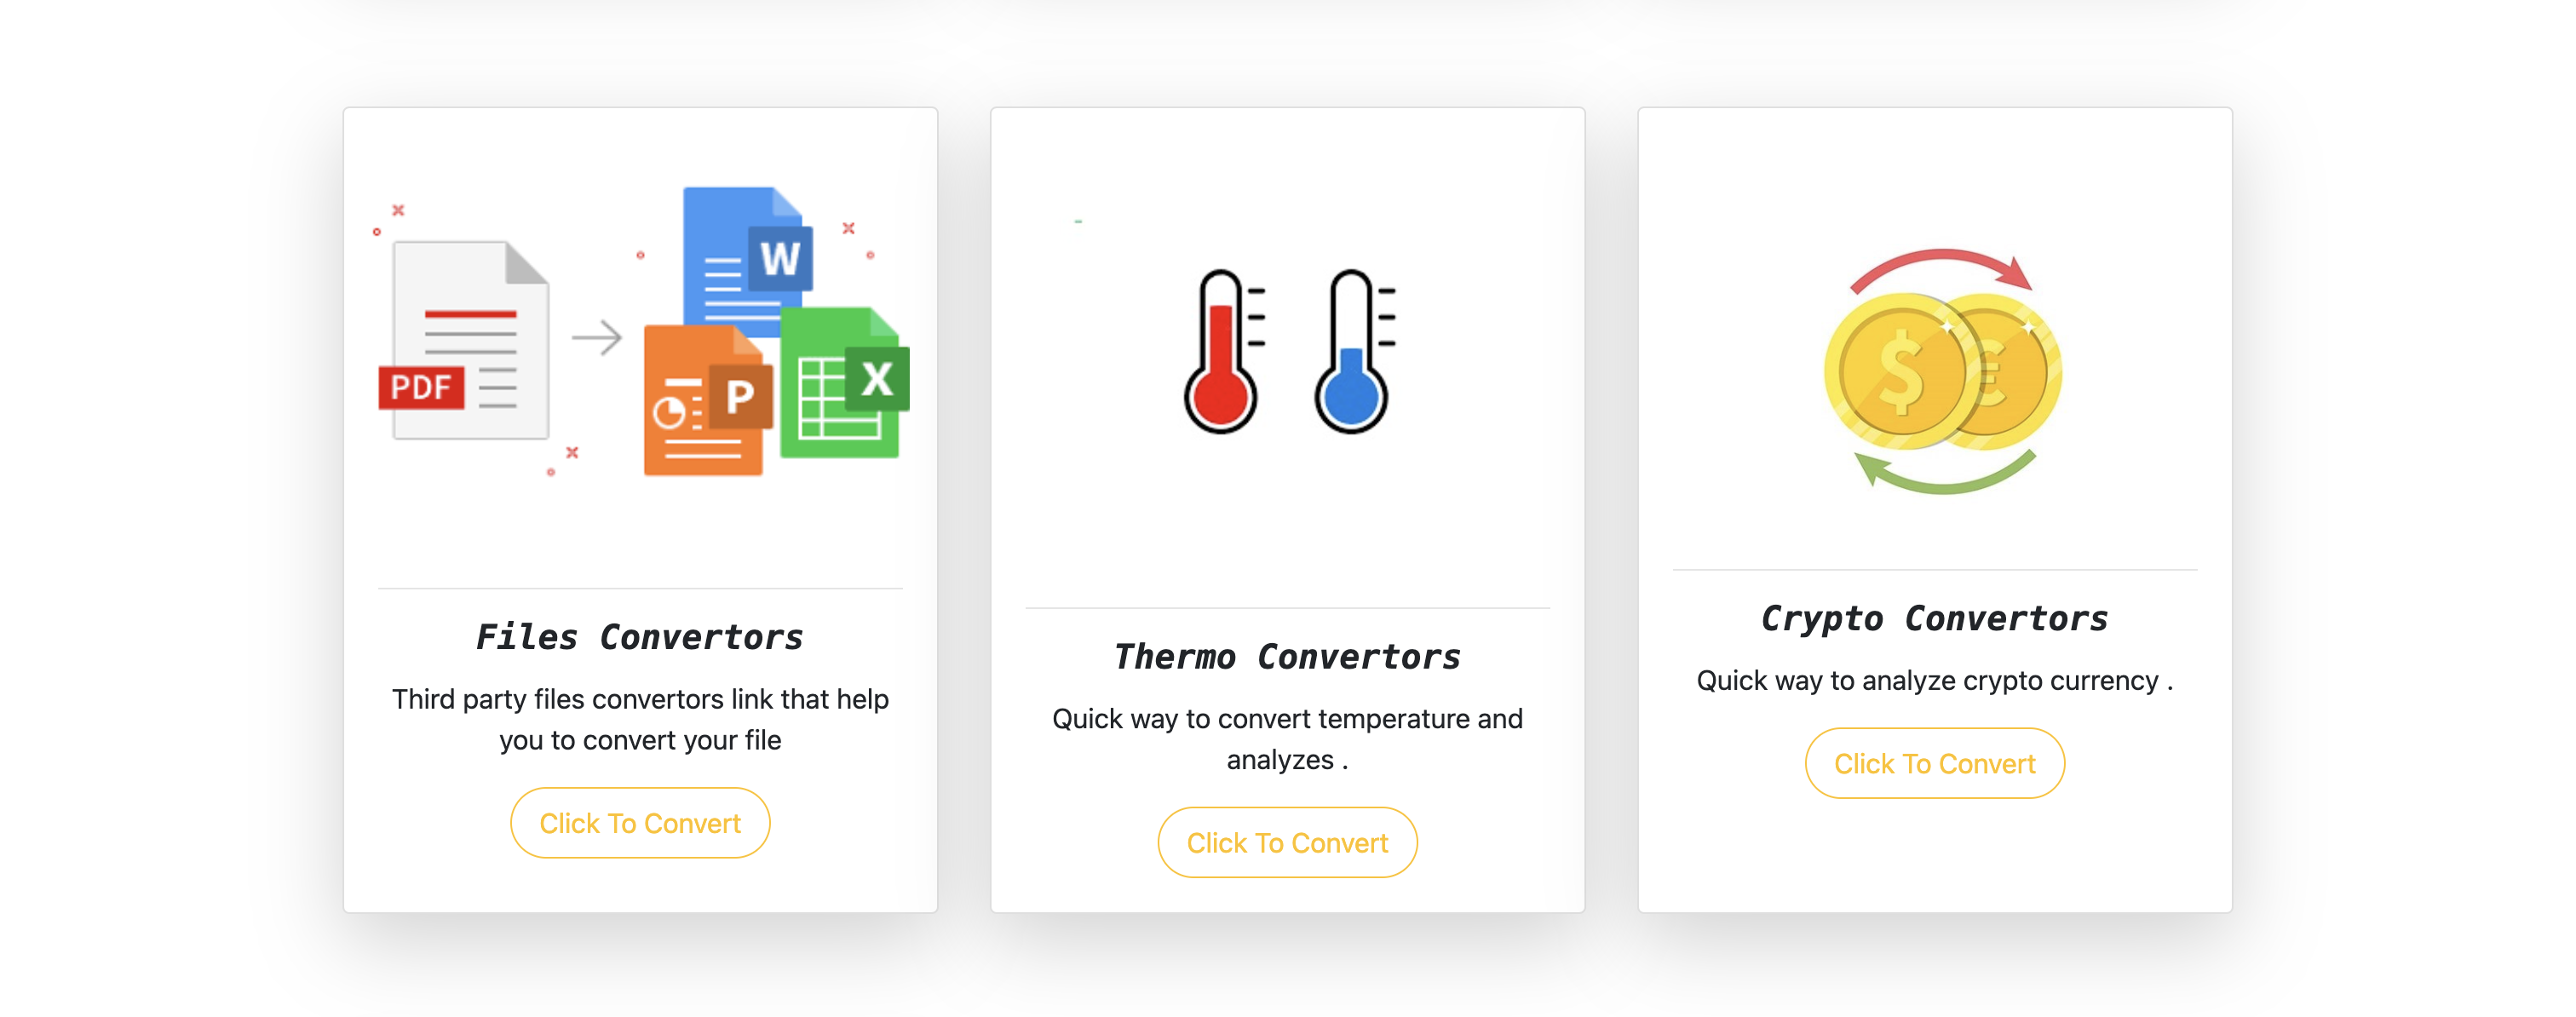 PDF
W
P
X
$
€
Files Convertors
Third party files convertors link that help
you to convert your file
Click To Convert
Thermo Convertors
Quick way to convert temperature and
analyzes .
Click To Convert
Crypto Convertors
Quick way to analyze crypto currency .
Click To Convert